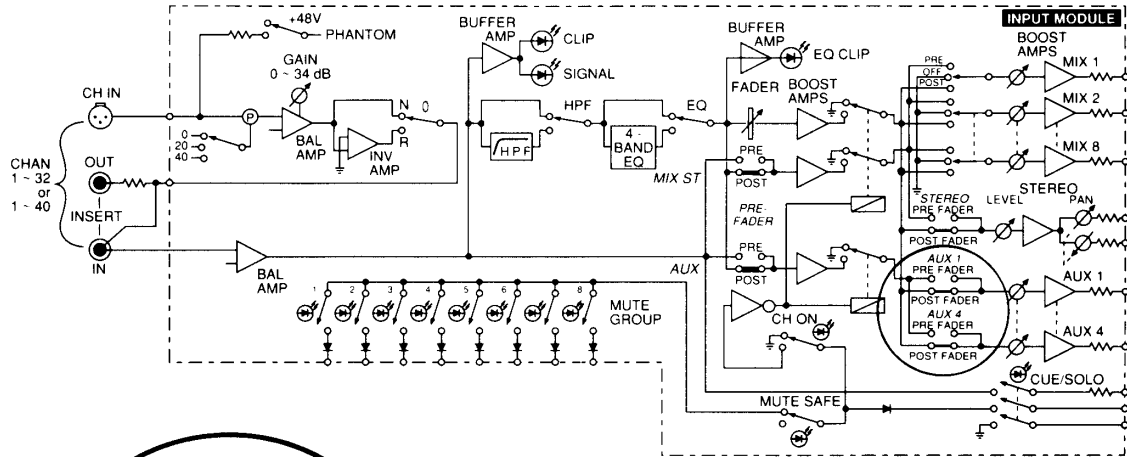 INPUT MODULE
+48V
PHANTOM
GAIN
0 ~ 34 dB
CH IN
0
20
40
P
BAL
AMP
INV
AMP
N
0
R
CHAN
1 ~ 32
or
1 ~ 40
OUT
INSERT
IN
BAL
AMP
BUFFER
AMP
CLIP
SIGNAL
HPF
HPF
4-
BAND
EQ
EQ
BUFFER
AMP
EQ CLIP
FADER
BOOST
AMPS
MIX ST
PRE
POST
PRE-
FADER
AUX
PRE
POST
CH ON
1
2
3
4
5
6
8
MUTE
GROUP
MUTE SAFE
PRE
OFF
POST
BOOST
AMPS
MIX 1
MIX 2
MIX 8
STEREO
PRE FADER
POST FADER
LEVEL
STEREO
PAN
AUX 1
PRE FADER
POST FADER
AUX 4
PRE FADER
POST FADER
AUX 1
AUX 4
CUE/SOLO